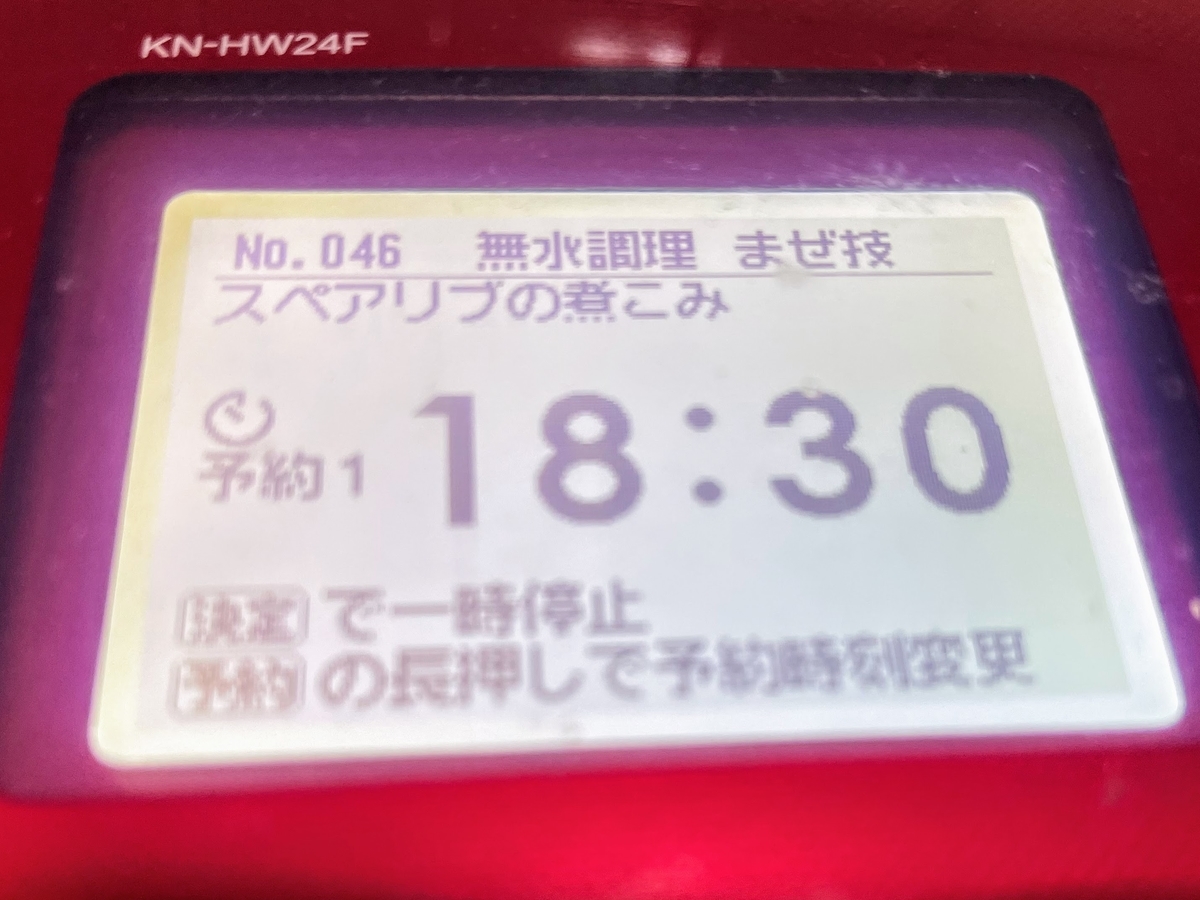 KN-HW24F
No.046 無水調理 まぜ技
スペアリブの煮こみ
予約1 18:30
決定 で一時停止
予約 の長押しで予約時刻変更